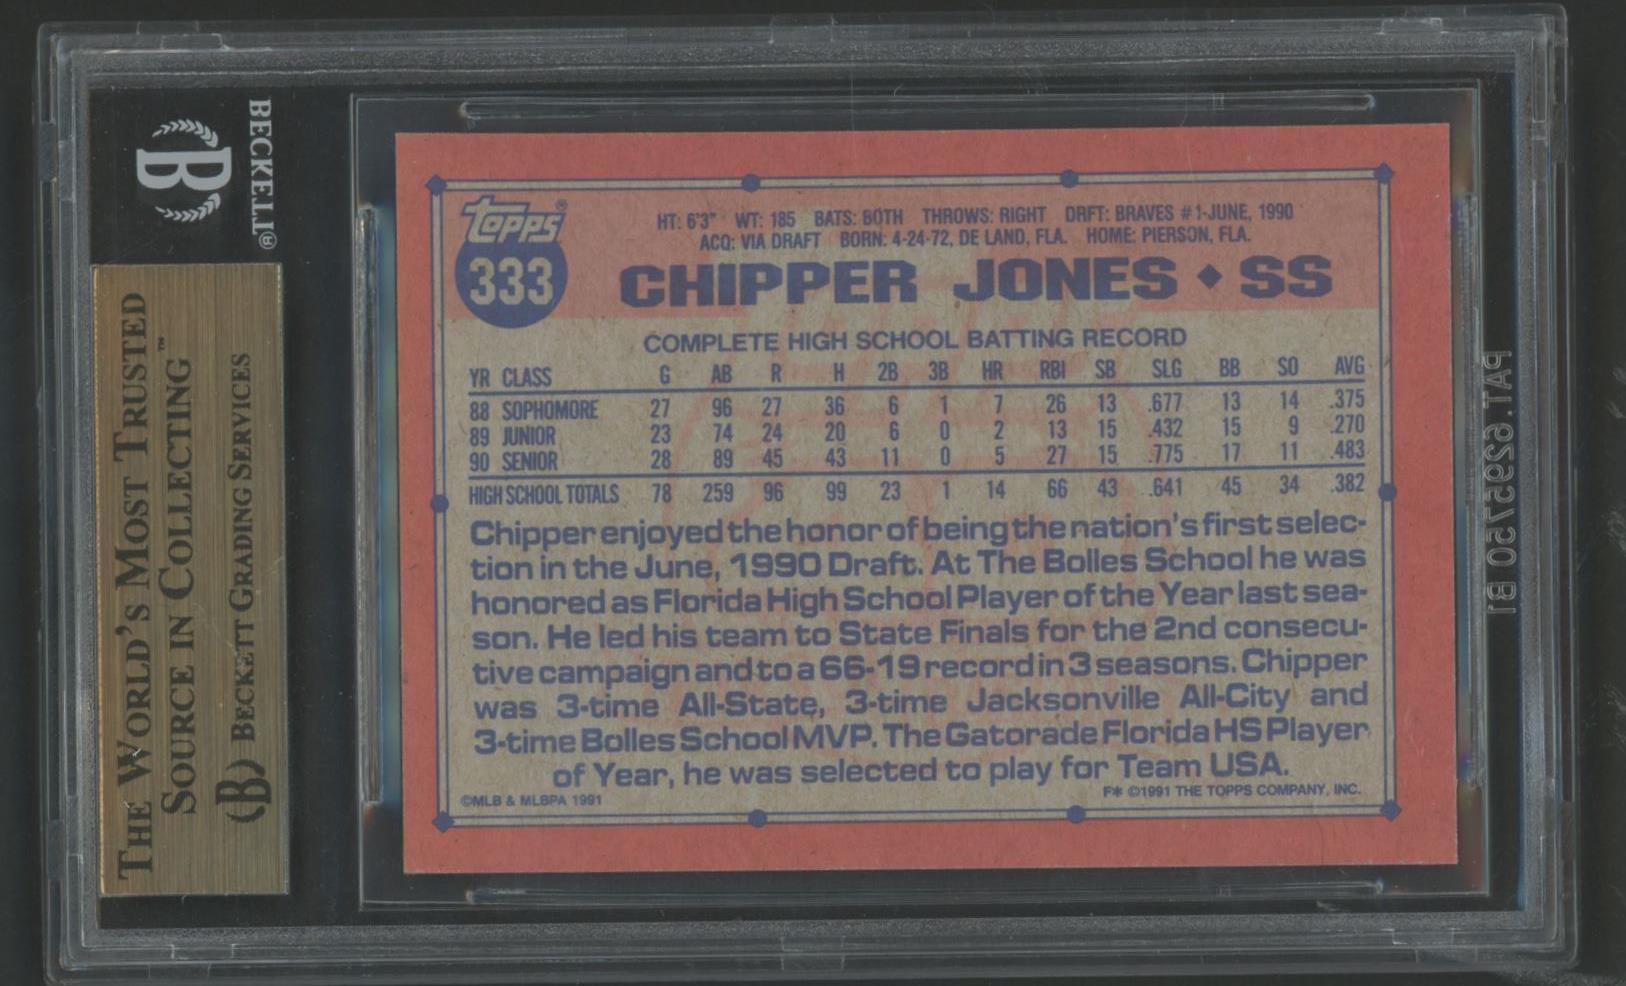 BECKETT®
B
THE WORLD'S MOST TRUSTED
SOURCE IN COLLECTING™
(B) BECKETT GRADING SERVICES
topps®
333
HT: 6'3" WT: 185 BATS: BOTH THROWS: RIGHT DRFT: BRAVES #1-JUNE, 1990
ACQ: VIA DRAFT BORN: 4-24-72, DE LAND, FLA. HOME: PIERSON, FLA.
CHIPPER JONES ♦ SS
COMPLETE HIGH SCHOOL BATTING RECORD
YR CLASS G AB R H 2B 3B HR RBI SB SLG BB SO AVG
88 SOPHOMORE 27 96 27 36 6 1 7 26 13 .677 13 14 .375
89 JUNIOR 23 74 24 20 6 0 2 13 15 .432 15 9 .270
90 SENIOR 28 89 45 43 11 0 5 27 15 .775 17 11 .483
HIGH SCHOOL TOTALS 78 259 96 99 23 1 14 66 43 .641 45 34 .382
Chipper enjoyed the honor of being the nation's first selec-
tion in the June, 1990 Draft. At The Bolles School he was
honored as Florida High School Player of the Year last sea-
son. He led his team to State Finals for the 2nd consecu-
tive campaign and to a 66-19 record in 3 seasons. Chipper
was 3-time All-State, 3-time Jacksonville All-City and
3-time Bolles School MVP. The Gatorade Florida HS Player
of Year, he was selected to play for Team USA.
©MLB & MLBPA 1991
F* ©1991 THE TOPPS COMPANY, INC.
PAT. 6295750 B1